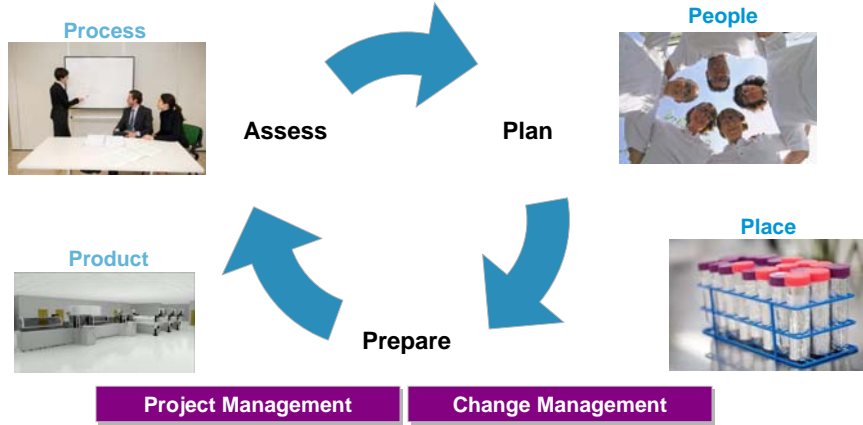 Process
People
Assess
Plan
Place
Product
Prepare
Project Management
Change Management